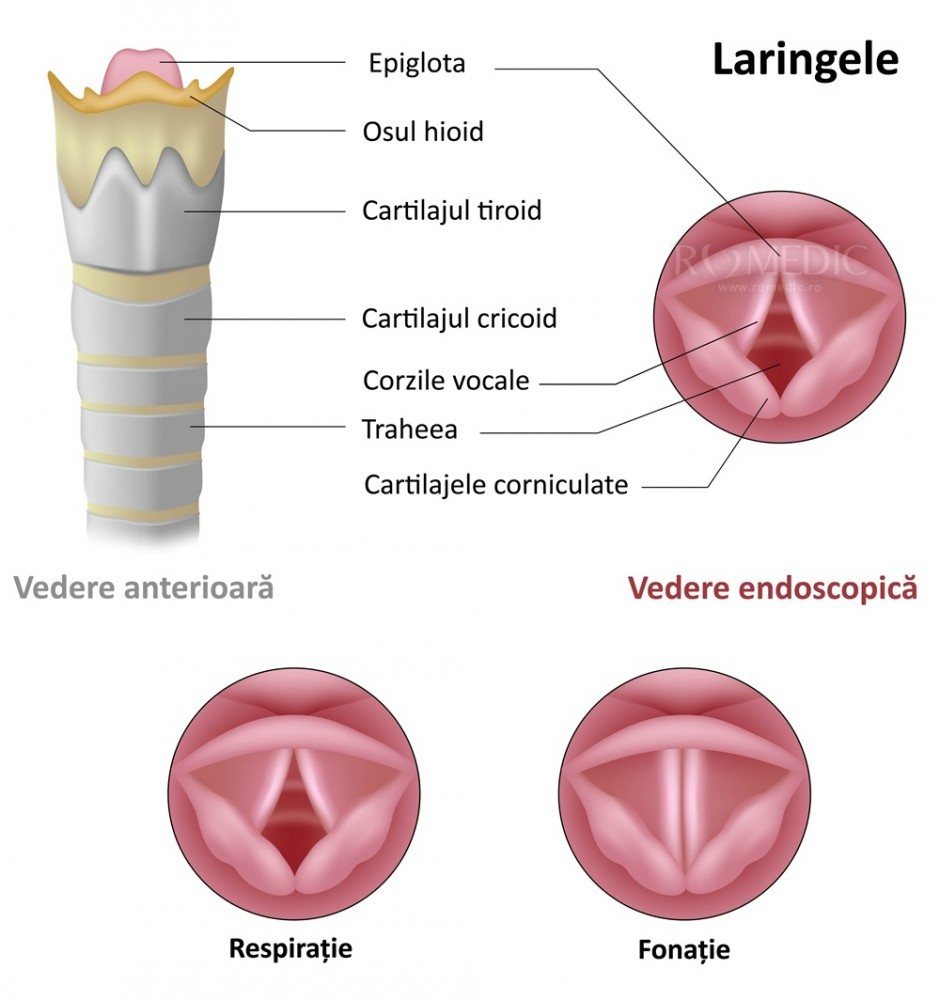 Laringele
Epiglota
Osul hioid
Cartilajul tiroid
ROMEDIC
www.romedic.ro
Cartilajul cricoid
Corzile vocale
Traheea
Cartilajele corniculate
Vedere anterioară
Vedere endoscopică
Respirație
Fonație